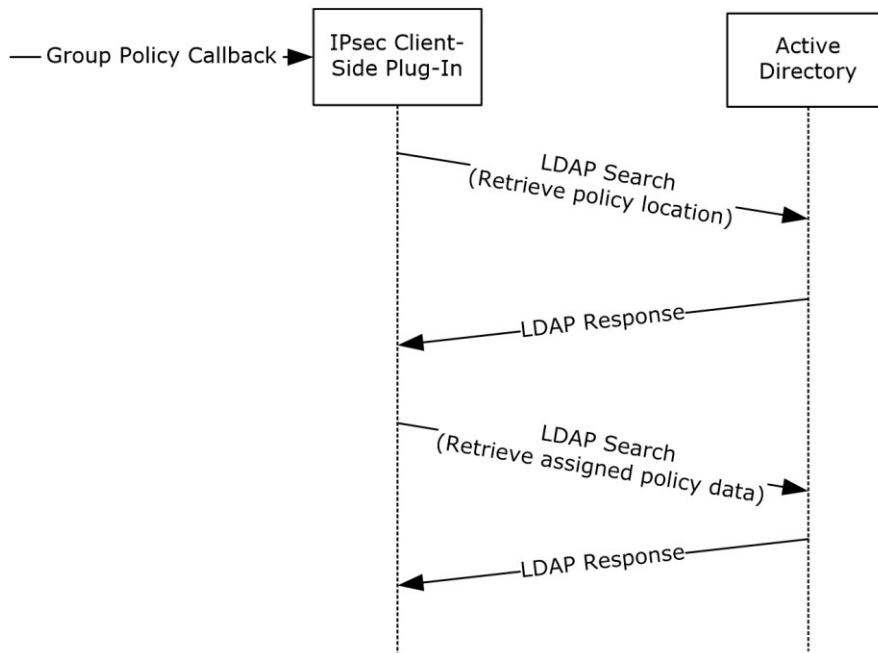 IPsec Client-
Side Plug-In
Active
Directory
Group Policy Callback
LDAP Search
(Retrieve policy location)
LDAP Response
LDAP Search
(Retrieve assigned policy data)
LDAP Response